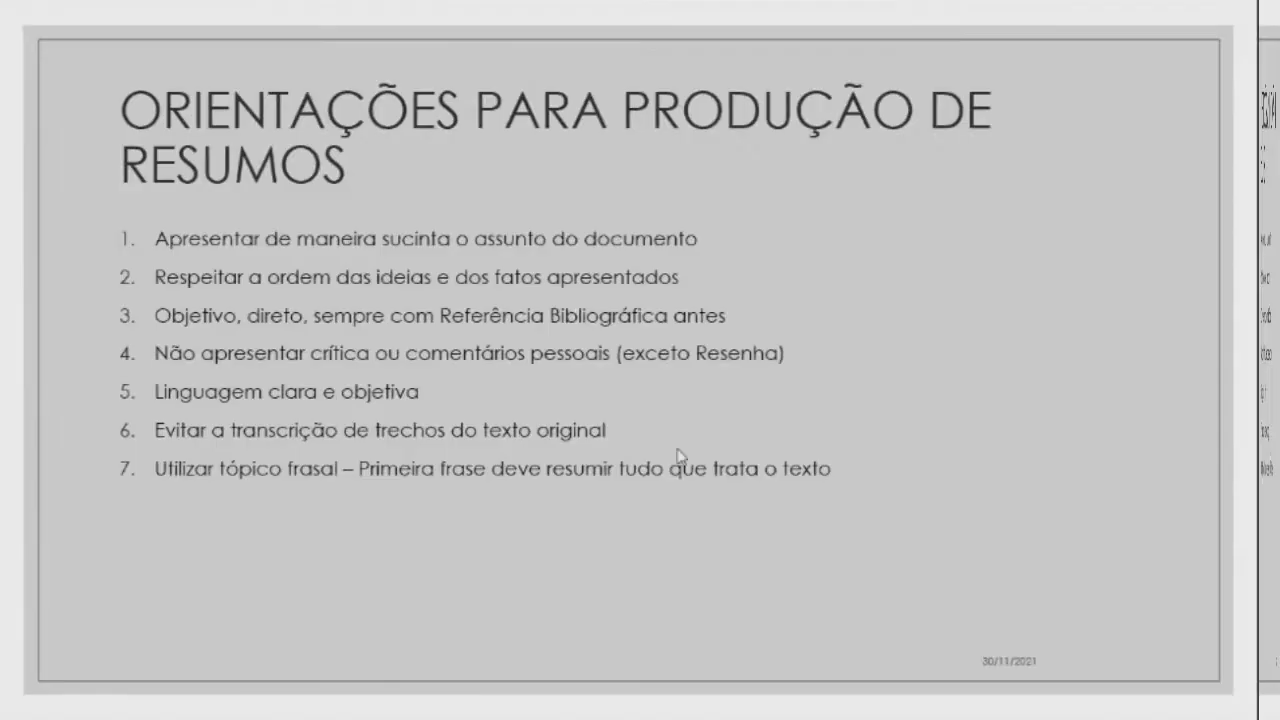 ORIENTAÇÕES PARA PRODUÇÃO DE
RESUMOS
1. Apresentar de maneira sucinta o assunto do documento
2. Respeitar a ordem das ideias e dos fatos apresentados
3. Objetivo, direto, sempre com Referência Bibliográfica antes
4. Não apresentar crítica ou comentários pessoais (exceto Resenha)
5. Linguagem clara e objetiva
6. Evitar a transcrição de trechos do texto original
7. Utilizar tópico frasal – Primeira frase deve resumir tudo que trata o texto
30/11/2021